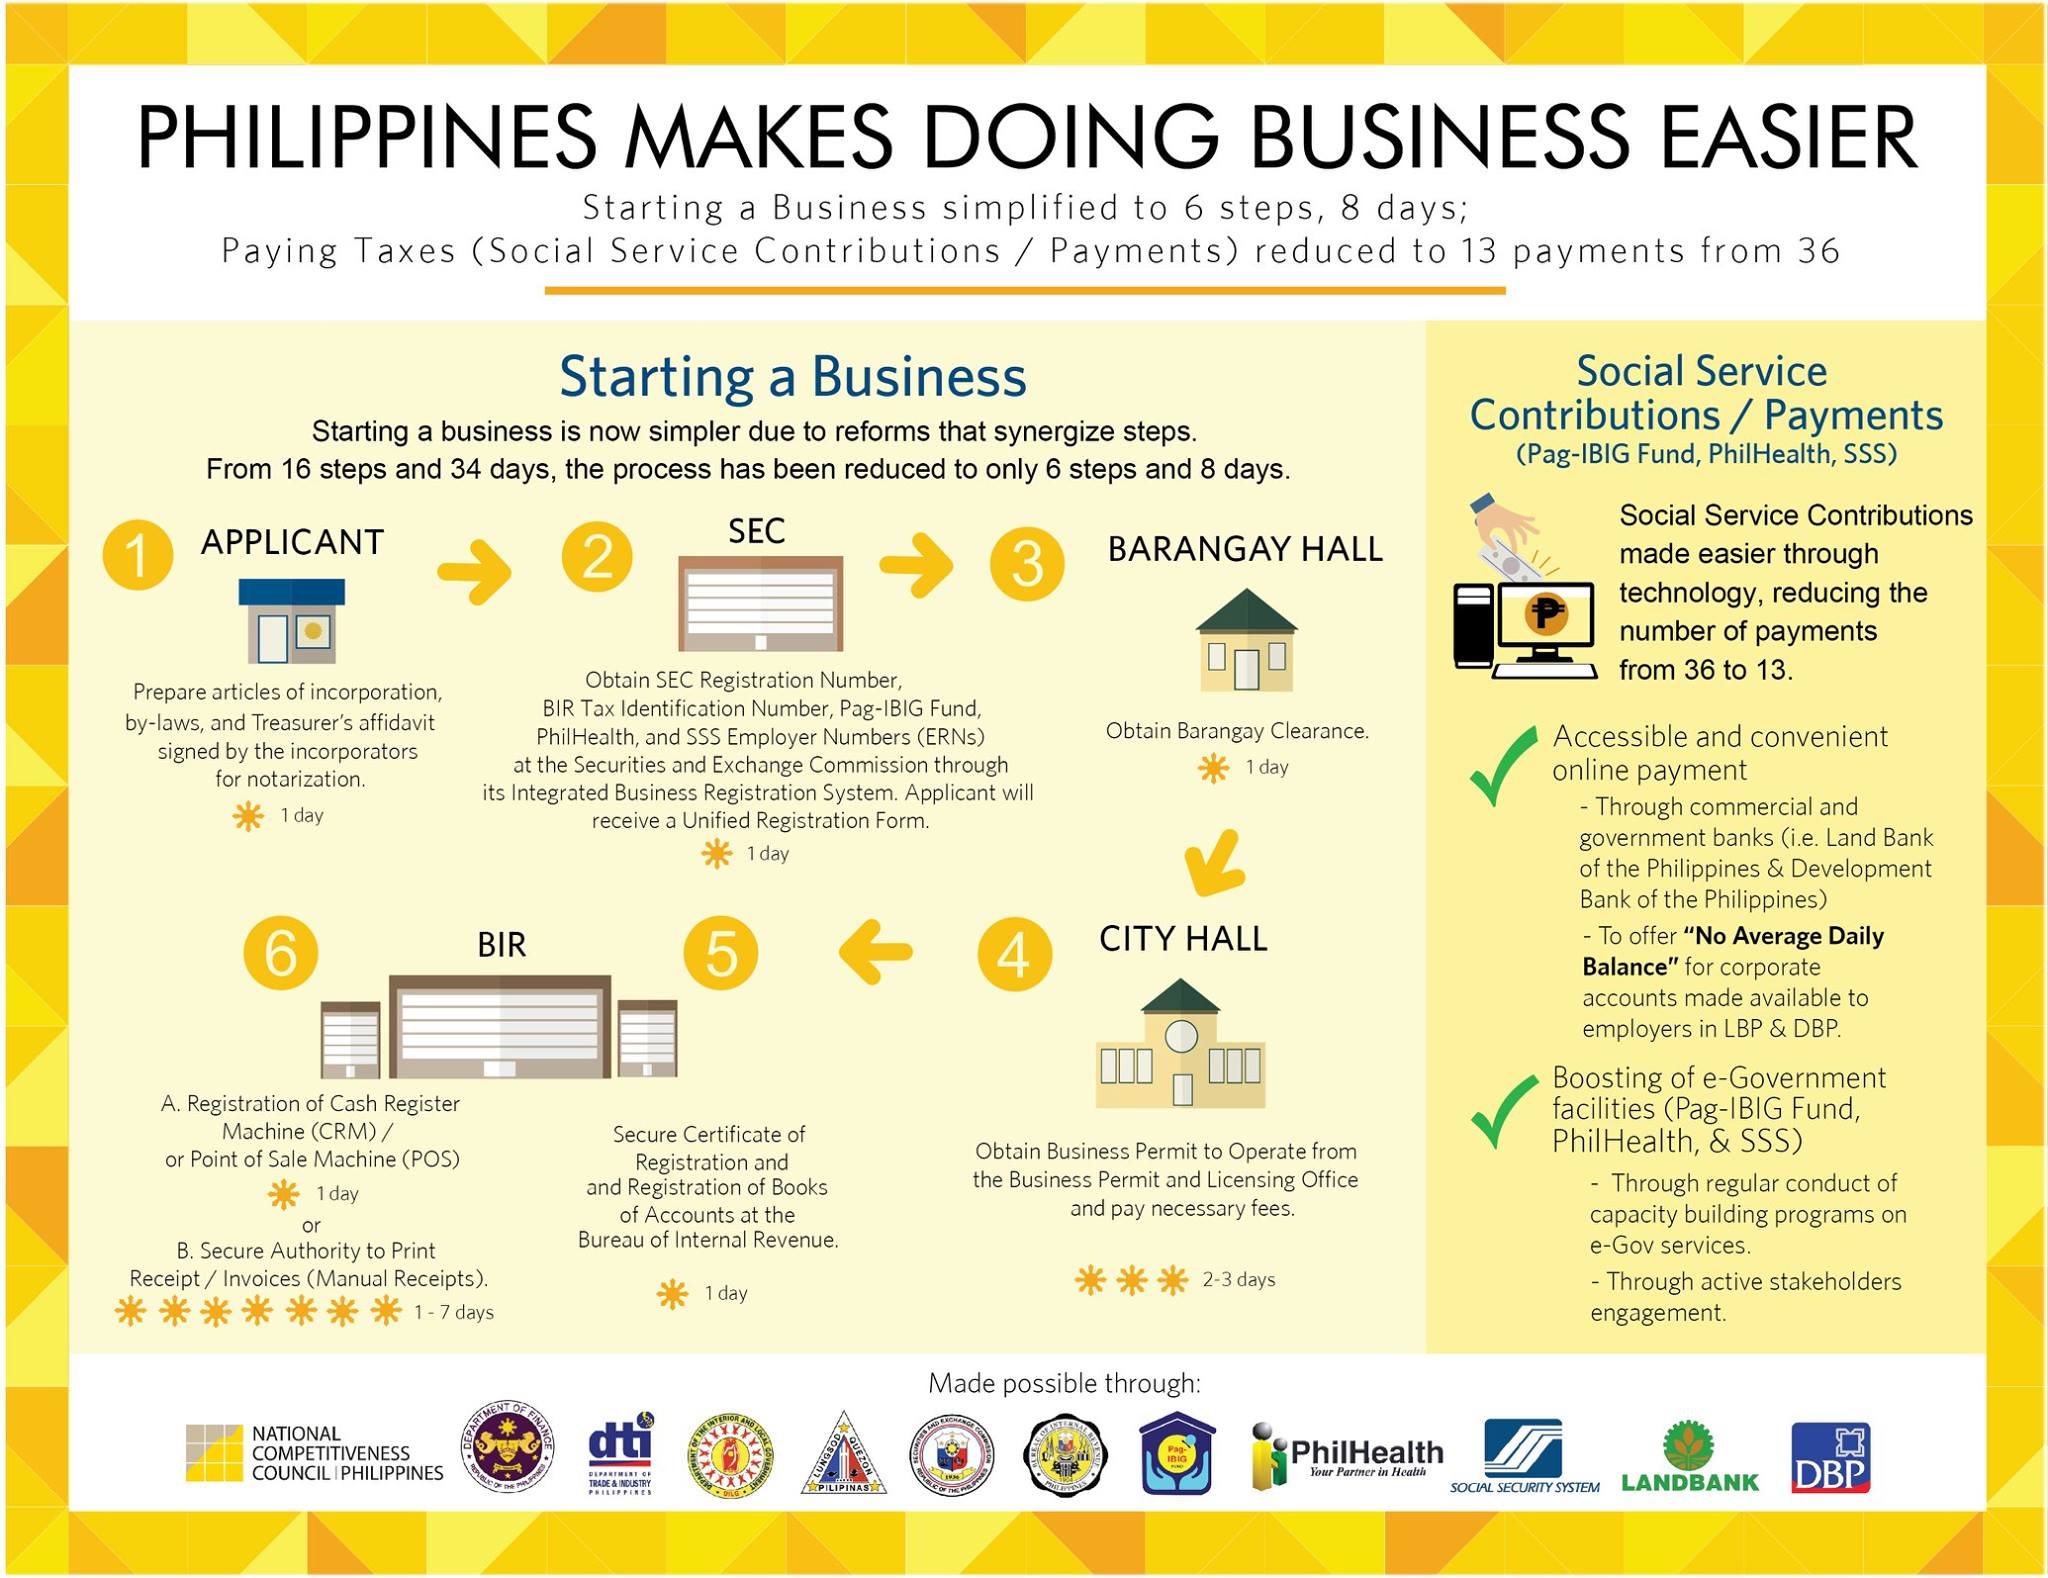 PHILIPPINES MAKES DOING BUSINESS EASIER
Starting a Business simplified to 6 steps, 8 days;
Paying Taxes (Social Service Contributions / Payments) reduced to 13 payments from 36
Starting a Business
Starting a business is now simpler due to reforms that synergize steps.
From 16 steps and 34 days, the process has been reduced to only 6 steps and 8 days.
1
APPLICANT
Prepare articles of incorporation,
by-laws, and Treasurer's affidavit
signed by the incorporators
for notarization.
1 day
2
SEC
Obtain SEC Registration Number,
BIR Tax Identification Number, Pag-IBIG Fund,
PhilHealth, and SSS Employer Numbers (ERNs)
at the Securities and Exchange Commission through
its Integrated Business Registration System. Applicant will
receive a Unified Registration Form.
1 day
3
BARANGAY HALL
Obtain Barangay Clearance.
1 day
4
CITY HALL
Obtain Business Permit to Operate from
the Business Permit and Licensing Office
and pay necessary fees.
2-3 days
5
Secure Certificate of
Registration and
and Registration of Books
of Accounts at the
Bureau of Internal Revenue.
1 day
6
BIR
A. Registration of Cash Register
Machine (CRM) /
or Point of Sale Machine (POS)
1 day
or
B. Secure Authority to Print
Receipt / Invoices (Manual Receipts).
1 - 7 days
Social Service
Contributions / Payments
(Pag-IBIG Fund, PhilHealth, SSS)
₱
Social Service Contributions
made easier through
technology, reducing the
number of payments
from 36 to 13.
Accessible and convenient
online payment
- Through commercial and
government banks (i.e. Land Bank
of the Philippines & Development
Bank of the Philippines)
- To offer "No Average Daily
Balance" for corporate
accounts made available to
employers in LBP & DBP.
Boosting of e-Government
facilities (Pag-IBIG Fund,
PhilHealth, & SSS)
- Through regular conduct of
capacity building programs on
e-Gov services.
- Through active stakeholders
engagement.
Made possible through:
NATIONAL
COMPETITIVENESS
COUNCIL PHILIPPINES
DEPARTMENT OF FINANCE
REPUBLIC OF THE PHILIPPINES
dti
DEPARTMENT OF
TRADE & INDUSTRY
PHILIPPINES
DEPARTMENT OF THE INTERIOR AND LOCAL GOVERNMENT
DILG
LUNGSOD QUEZON
PILIPINAS
SECURITIES AND EXCHANGE COMMISSION
1936
REPUBLIC OF THE PHILIPPINES
BUREAU OF INTERNAL REVENUE
1904
PHILIPPINES
Pag-
IBIG
FUND
PhilHealth
Your Partner in Health
SOCIAL SECURITY SYSTEM
LANDBANK
DBP